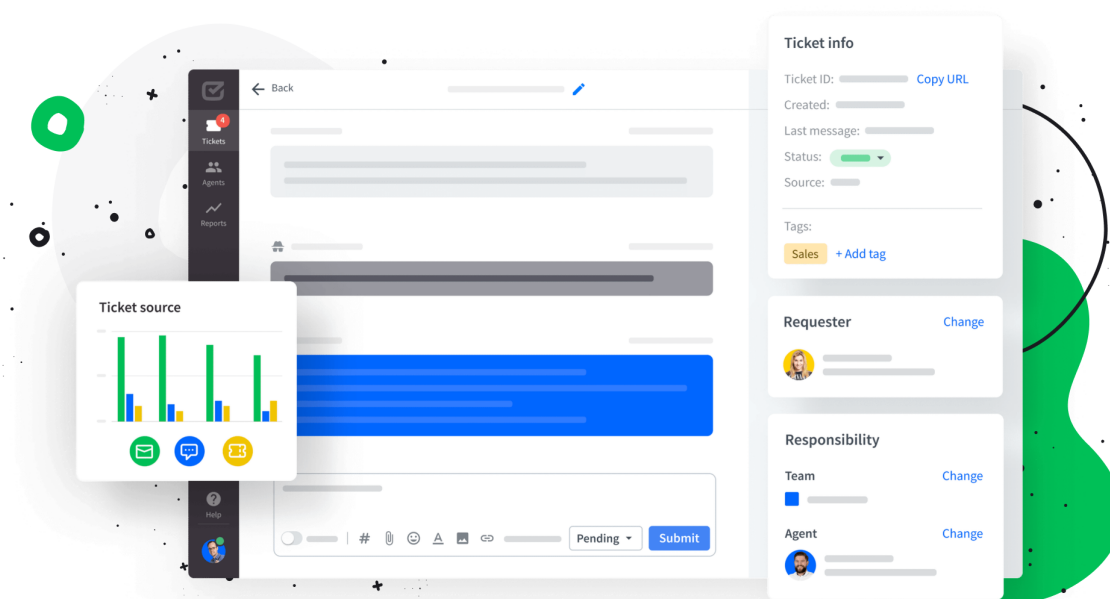 Back
4
Tickets
Agents
Reports
Help
Ticket source
Pending
Submit
Ticket info
Ticket ID:
Copy URL
Created:
Last message:
Status:
Source:
Tags:
Sales
+ Add tag
Requester
Change
Responsibility
Team
Change
Agent
Change